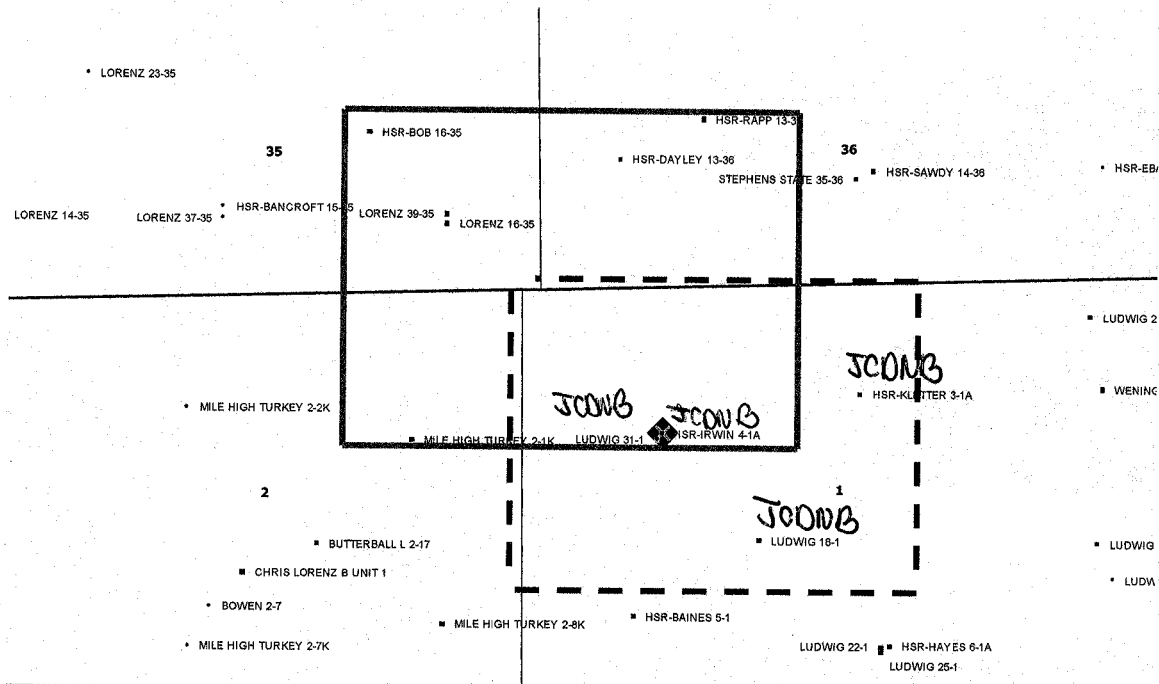 LORENZ 23-35
HSR-RAPP 13-3
HSR-BOB 16-35
35
36
HSR-DAYLEY 13-36
HSR-SAWDY 14-36
HSR-EB
STEPHENS STATE 35-36
HSR-BANCROFT 15-35
LORENZ 39-35
LORENZ 14-35
LORENZ 37-35
LORENZ 16-35
LUDWIG 2
JCDNB
HSR-KLETTER 3-1A
WENING
MILE HIGH TURKEY 2-2K
JCDNB
JCDNB
MILE HIGH TURKEY 2-1K
LUDWIG 31-1
HSR-IRWIN 4-1A
2
1
JCDNB
BUTTERBALL L 2-17
LUDWIG 18-1
LUDWIG
CHRIS LORENZ B UNIT 1
LUDW
BOWEN 2-7
MILE HIGH TURKEY 2-8K
HSR-BAINES 5-1
MILE HIGH TURKEY 2-7K
LUDWIG 22-1
HSR-HAYES 6-1A
LUDWIG 25-1